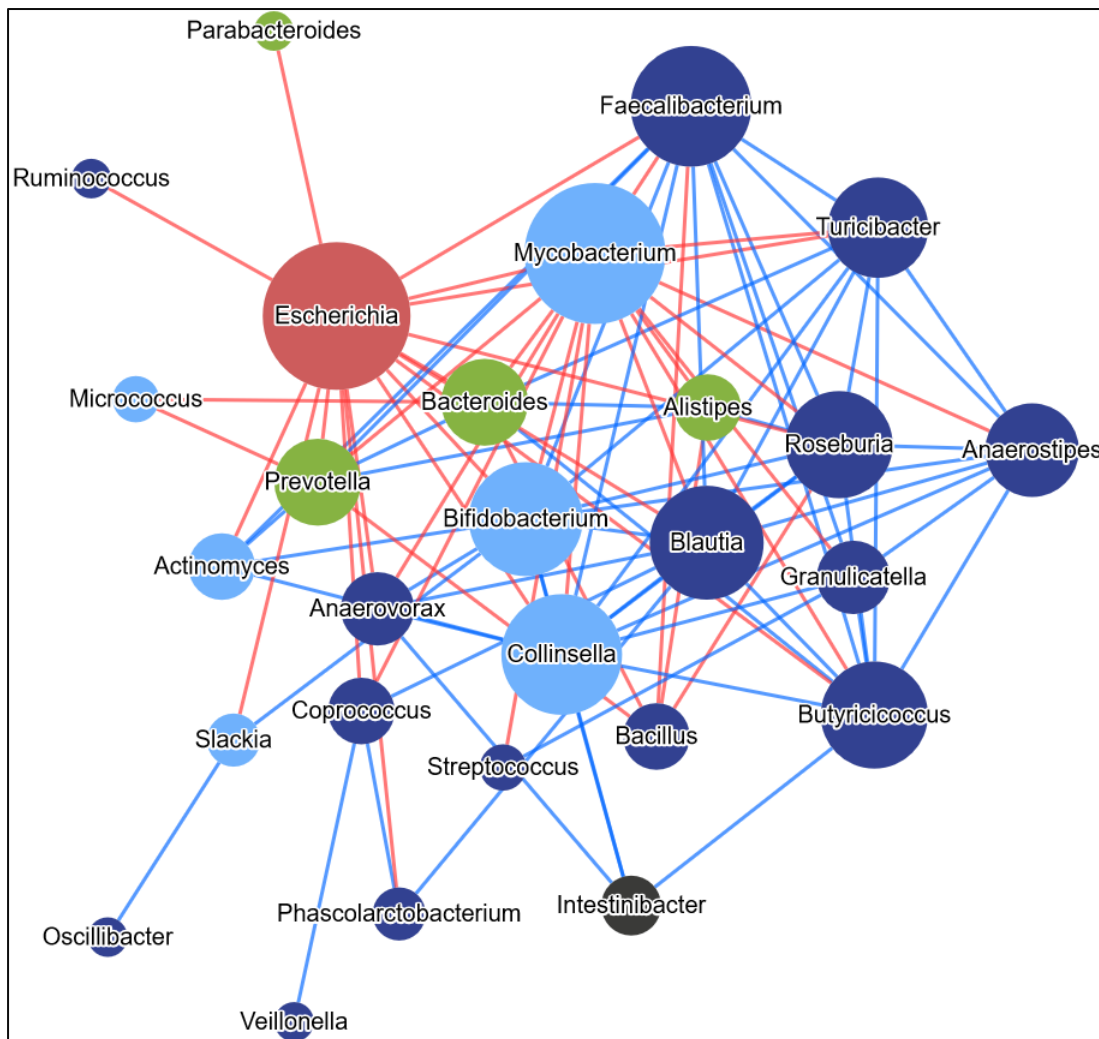 Parabacteroides
Faecalibacterium
Ruminococcus
Turicibacter
Mycobacterium
Escherichia
Micrococcus
Bacteroides
Alistipes
Roseburia
Anaerostipes
Prevotella
Bifidobacterium
Blautia
Actinomyces
Granulicatella
Anaerovorax
Collinsella
Coprococcus
Butyricicoccus
Slackia
Bacillus
Streptococcus
Phascolarctobacterium
Intestinibacter
Oscillibacter
Veillonella